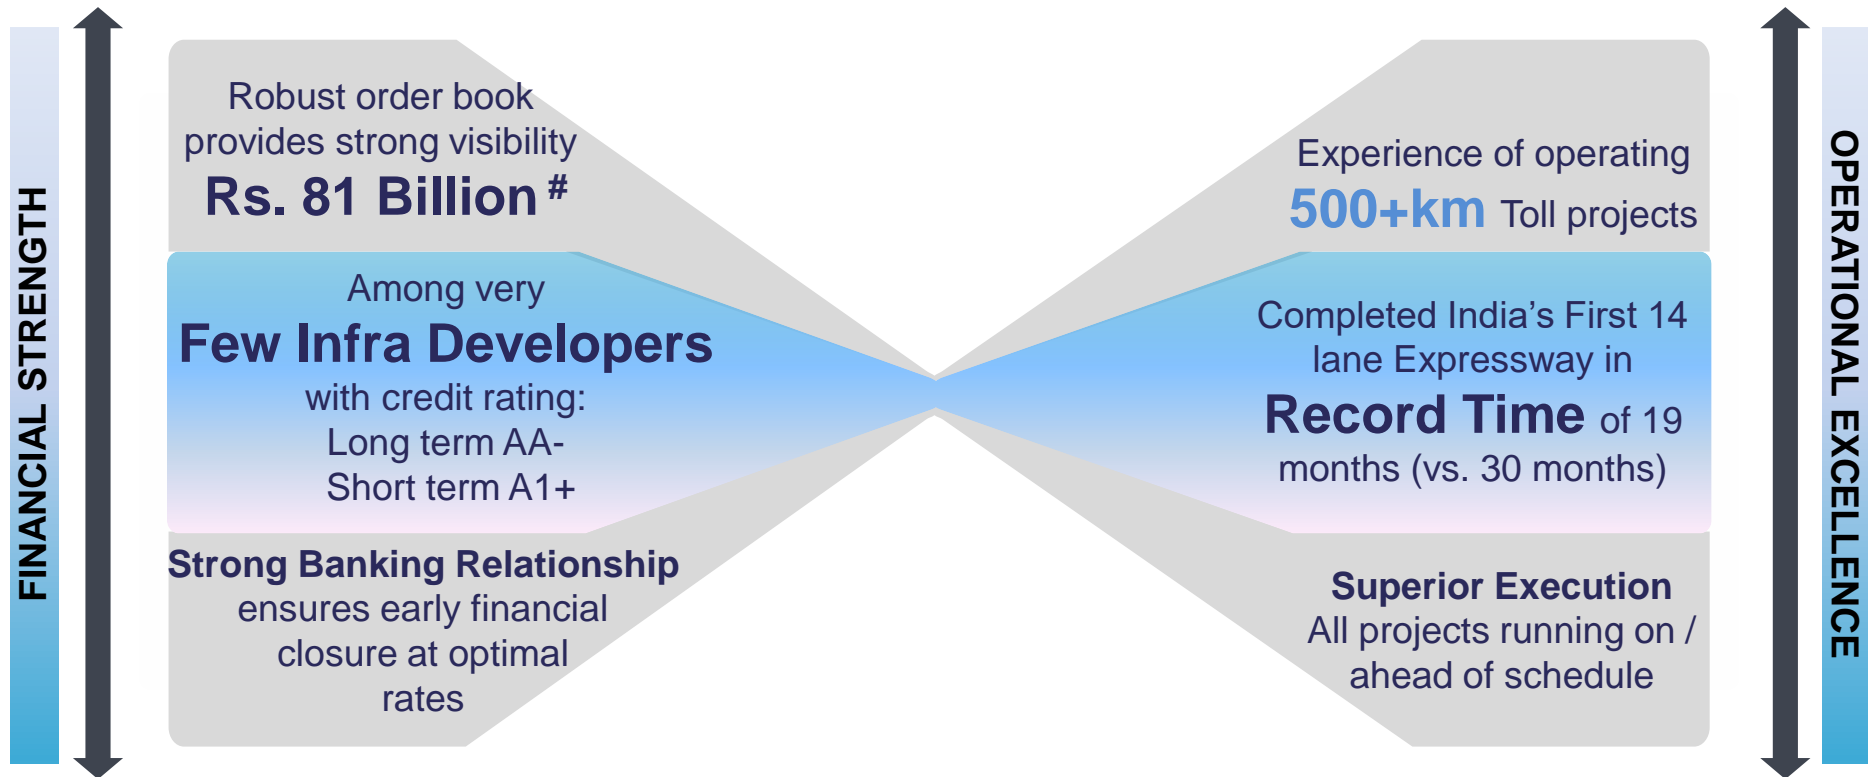 FINANCIAL STRENGTH
Robust order book
provides strong visibility
Rs. 81 Billion #
Among very
Few Infra Developers
with credit rating:
Long term AA-
Short term A1+
Strong Banking Relationship
ensures early financial
closure at optimal
rates
Experience of operating
500+km Toll projects
Completed India’s First 14
lane Expressway in
Record Time of 19
months (vs. 30 months)
Superior Execution
All projects running on /
ahead of schedule
OPERATIONAL EXCELLENCE